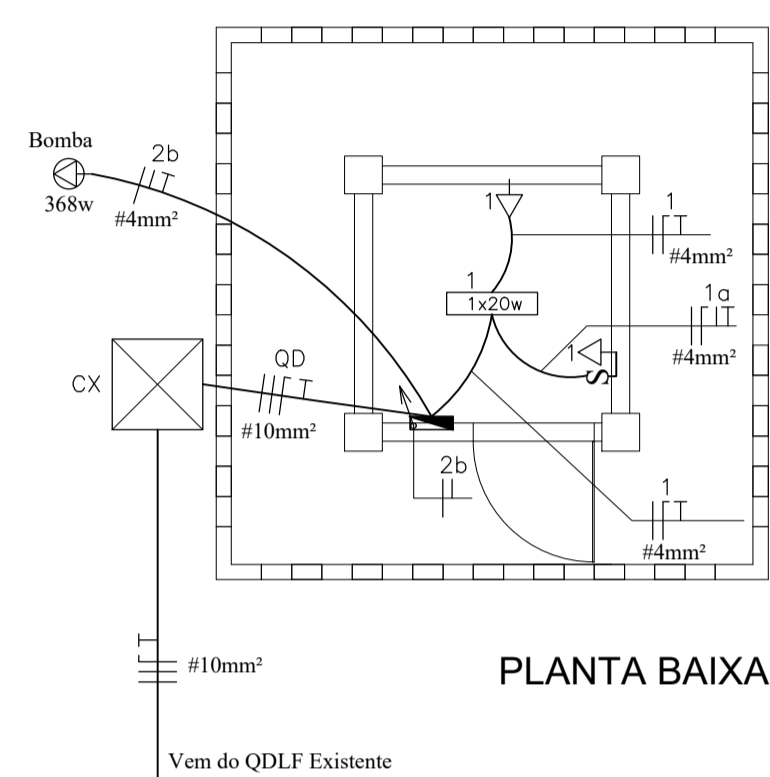 Bomba
2b
368w
#4mm²
1
1
#4mm²
1
1x20w
1a
#4mm²
1
S
CX
QD
#10mm²
2b
1
#4mm²
#10mm²
PLANTA BAIXA
Vem do QDLF Existente